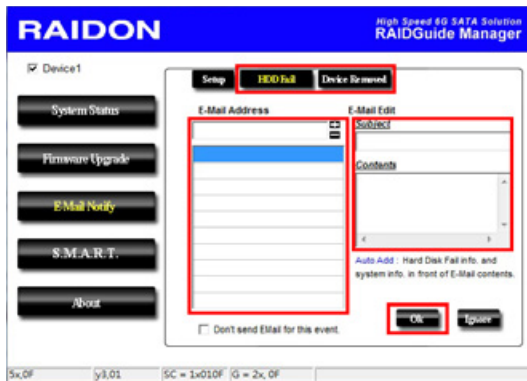 RAIDON
High Speed 6G SATA Solution
RAIDGuide Manager
Device1
System Status
Firmware Upgrade
E-Mail Notify
S.M.A.R.T.
About
Setup
HDD Fail
Device Removed
E-Mail Address
E-Mail Edit
Subject
Contents
Auto Add : Hard Disk Fail info. and
system info. in front of E-Mail contents.
Don't send EMail for this event.
Ok
Ignore
5x,0F
y3,01
SC = 1x010F
G = 2x, 0F